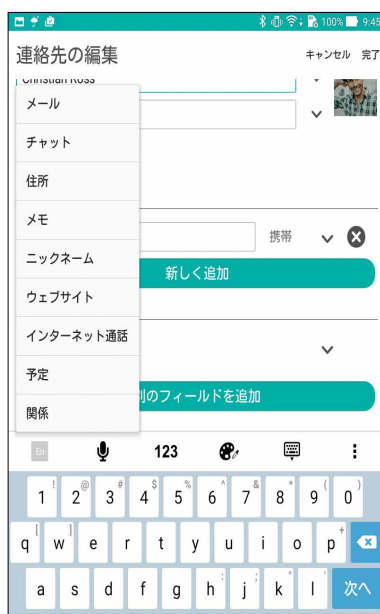 100% 9:45
連絡先の編集 キャンセル 完了
Christian Ross
メール
チャット
住所
メモ
ニックネーム
ウェブサイト
インターネット通話
予定
関係
携帯
新しく追加
別のフィールドを追加
En 123
1 ! 2 @ 3 # 4 $ 5 % 6 ^ 7 & 8 * 9 ( 0 )
q [ w ] e r t y u i o p +
a s d f g h : j ; k ' l ' 次へ